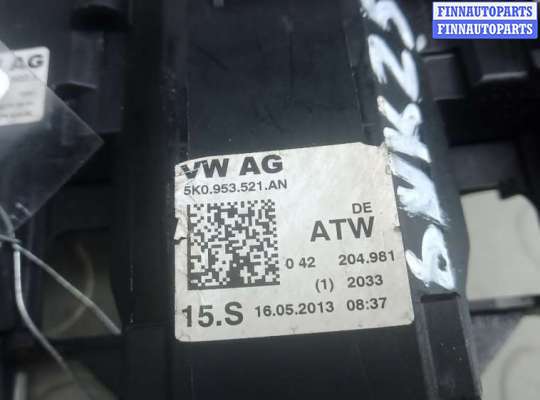 FINNAUTOPARTS
FINNAUTOPARTS
AG
VW AG
5K0.953.521.AN
DE
ATW
0 42 204.981
(1) 2033
15.S 16.05.2013 08:37